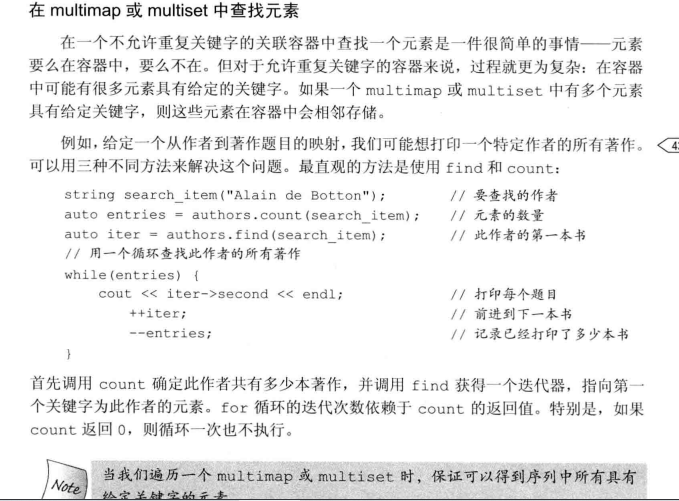 在 multimap 或 multiset 中查找元素
在一个不允许重复关键字的关联容器中查找一个元素是一件很简单的事情——元素
要么在容器中，要么不在。但对于允许重复关键字的容器来说，过程就更为复杂：在容器
中可能有很多元素具有给定的关键字。如果一个 multimap 或 multiset 中有多个元素
具有给定关键字，则这些元素在容器中会相邻存储。
例如，给定一个从作者到著作题目的映射，我们可能想打印一个特定作者的所有著作。
可以用三种不同方法来解决这个问题。最直观的方法是使用 find 和 count：
string search_item("Alain de Botton"); // 要查找的作者
auto entries = authors.count(search_item); // 元素的数量
auto iter = authors.find(search_item); // 此作者的第一本书
// 用一个循环查找此作者的所有著作
while(entries) {
cout << iter->second << endl; // 打印每个题目
++iter; // 前进到下一本书
--entries; // 记录已经打印了多少本书
}
首先调用 count 确定此作者共有多少本著作，并调用 find 获得一个迭代器，指向第一
个关键字为此作者的元素。for 循环的迭代次数依赖于 count 的返回值。特别是，如果
count 返回 0，则循环一次也不执行。
Note 当我们遍历一个 multimap 或 multiset 时，保证可以得到序列中所有具有
给定关键字的元素